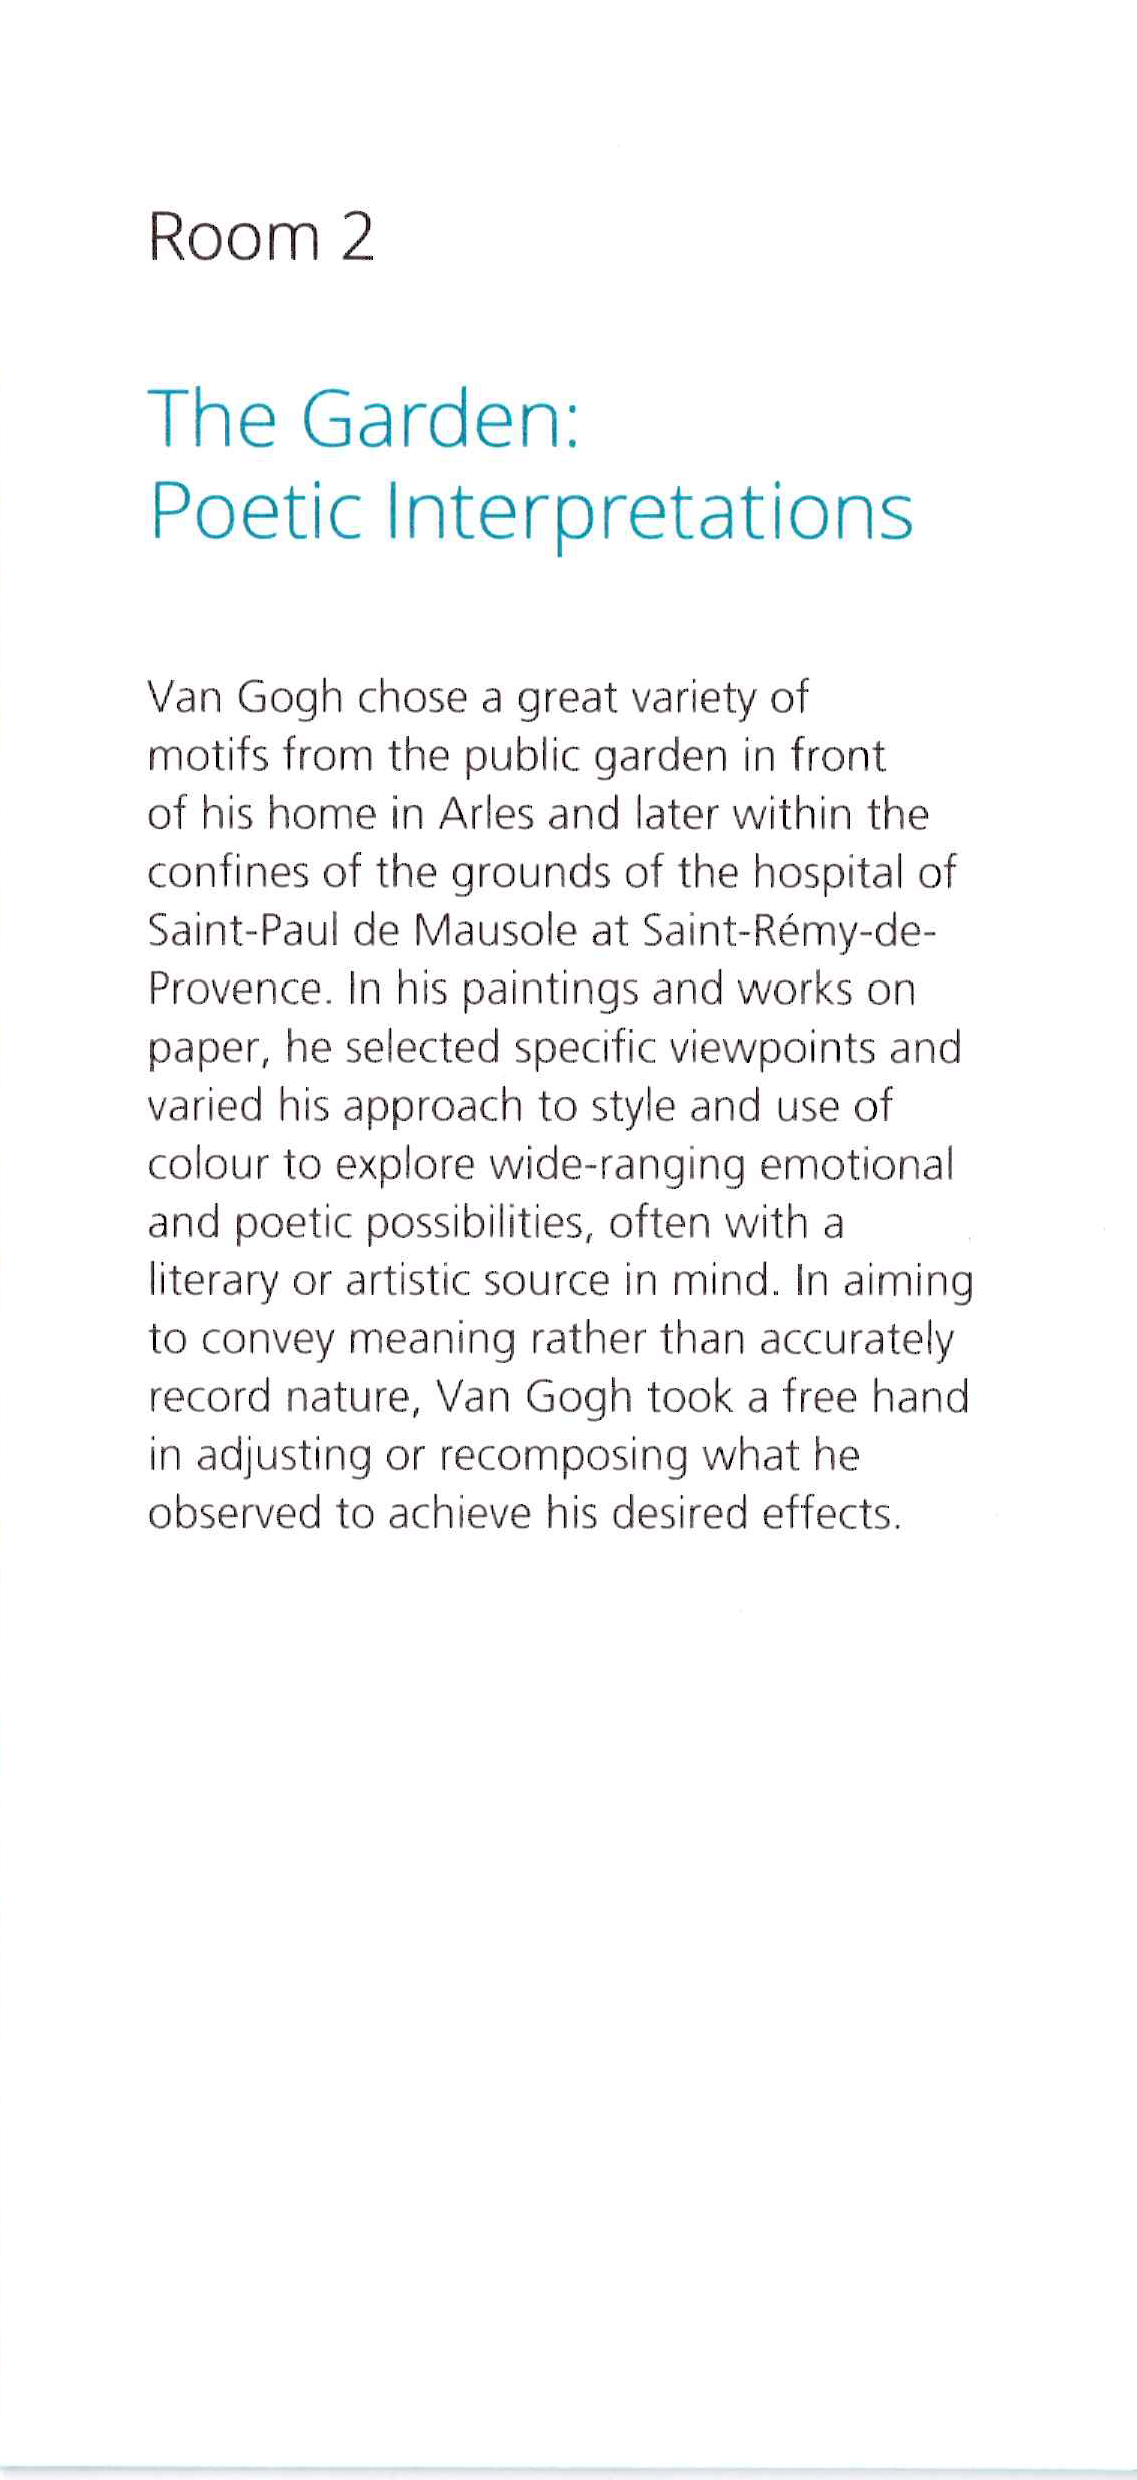 Room 2
The Garden:
Poetic Interpretations
Van Gogh chose a great variety of
motifs from the public garden in front
of his home in Arles and later within the
confines of the grounds of the hospital of
Saint-Paul de Mausole at Saint-Rémy-de-
Provence. In his paintings and works on
paper, he selected specific viewpoints and
varied his approach to style and use of
colour to explore wide-ranging emotional
and poetic possibilities, often with a
literary or artistic source in mind. In aiming
to convey meaning rather than accurately
record nature, Van Gogh took a free hand
in adjusting or recomposing what he
observed to achieve his desired effects.